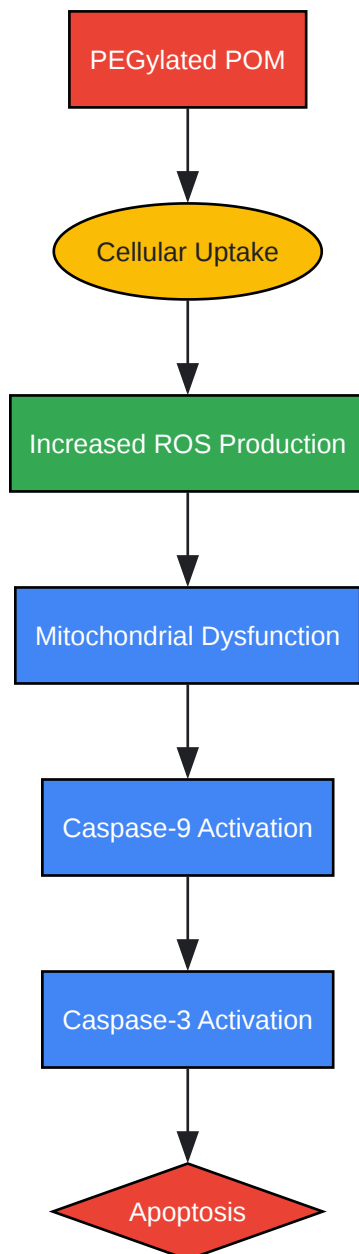 PEGylated POM
Cellular Uptake
Increased ROS Production
Mitochondrial Dysfunction
Caspase-9 Activation
Caspase-3 Activation
Apoptosis